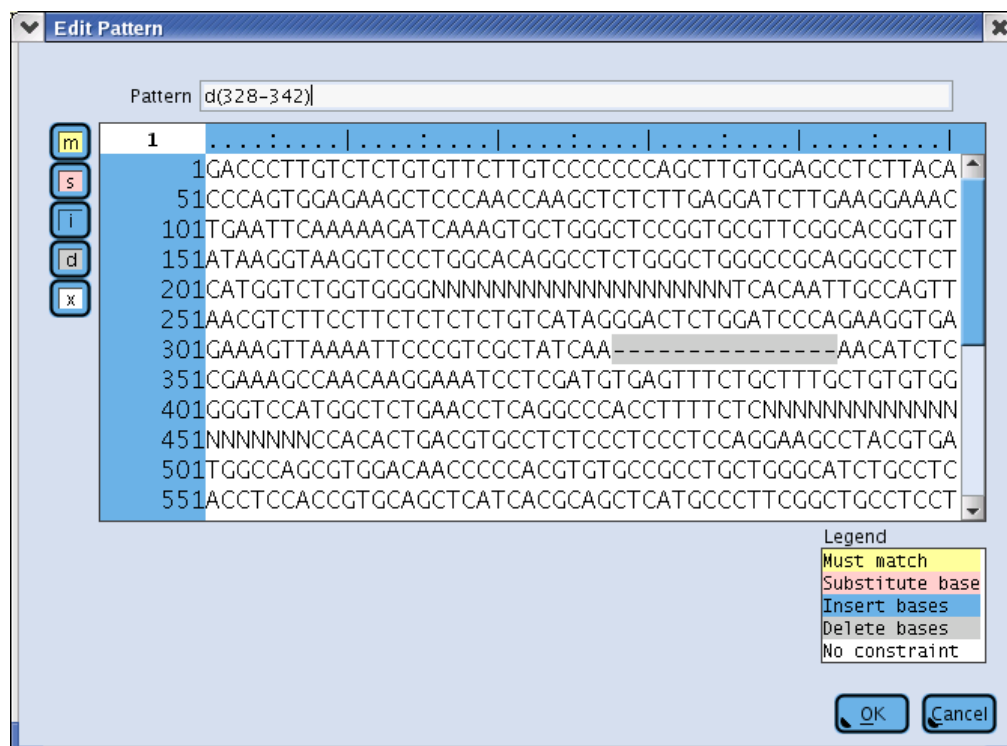 Edit Pattern
Pattern d(328-342)
m
s
i
d
x
1 ....:....|....:....|....:....|....:....|....:....|
1GACCCTTGTCTCTGTGTTCTTGTCCCCCCCAGCTTGTGGAGCCTCTTACA
51CCCAGTGGAGAAGCTCCCAACCAAGCTCTCTTGAGGATCTTGAAGGAAAC
101TGAATTCAAAAAGATCAAAGTGCTGGGCTCCGGTGCGTTCGGCACGGTGT
151ATAAGGTAAGGTCCCTGGCACAGGCCTCTGGGCTGGGCCGCAGGGCCTCT
201CATGGTCTGGTGGGGNNNNNNNNNNNNNNNNNNNNTCACAATTGCCAGTT
251AACGTCTTCCTTCTCTCTCTGTCATAGGGACTCTGGATCCCAGAAGGTGA
301GAAAGTTAAAATTCCCGTCGCTATCAA---------------AACATCTC
351CGAAAGCCAACAAGGAAATCCTCGATGTGAGTTTCTGCTTTGCTGTGTGG
401GGGTCCATGGCTCTGAACCTCAGGCCCACCTTTTCTCNNNNNNNNNNNNN
451NNNNNNNCCACACTGACGTGCCTCTCCCTCCCTCCAGGAAGCCTACGTGA
501TGGCCAGCGTGGACAACCCCCACGTGTGCCGCCTGCTGGGCATCTGCCTC
551ACCTCCACCGTGCAGCTCATCACGCAGCTCATGCCCTTCGGCTGCCTCCT
Legend
Must match
Substitute base
Insert bases
Delete bases
No constraint
OK Cancel